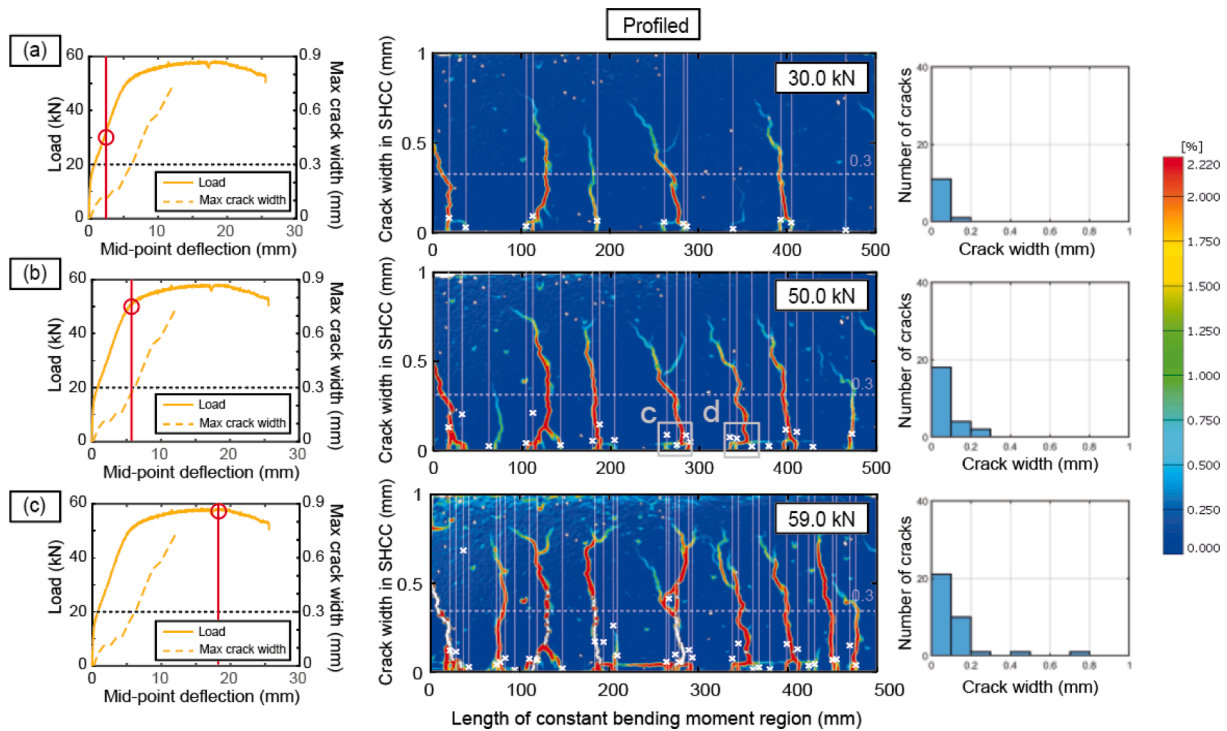 Profiled
(a)
60
40
20
0
Load (kN)
0.9
0.6
0.3
0
Max crack width (mm)
Load
Max crack width
0 10 20 30
Mid-point deflection (mm)
1
0.5
0
Crack width in SHCC (mm)
30.0 kN
0.3
0 100 200 300 400 500
40
20
0
Number of cracks
0 0.2 0.4 0.6 0.8 1
Crack width (mm)
[%]
2.220
2.000
1.750
1.500
1.250
1.000
0.750
0.500
0.250
0.000
(b)
60
40
20
0
Load (kN)
0.9
0.6
0.3
0
Max crack width (mm)
Load
Max crack width
0 10 20 30
Mid-point deflection (mm)
1
0.5
0
Crack width in SHCC (mm)
50.0 kN
0.3
c d
0 100 200 300 400 500
40
20
0
Number of cracks
0 0.2 0.4 0.6 0.8 1
Crack width (mm)
(c)
60
40
20
0
Load (kN)
0.9
0.6
0.3
0
Max crack width (mm)
Load
Max crack width
0 10 20 30
Mid-point deflection (mm)
1
0.5
0
Crack width in SHCC (mm)
59.0 kN
0.3
0 100 200 300 400 500
Length of constant bending moment region (mm)
40
20
0
Number of cracks
0 0.2 0.4 0.6 0.8 1
Crack width (mm)